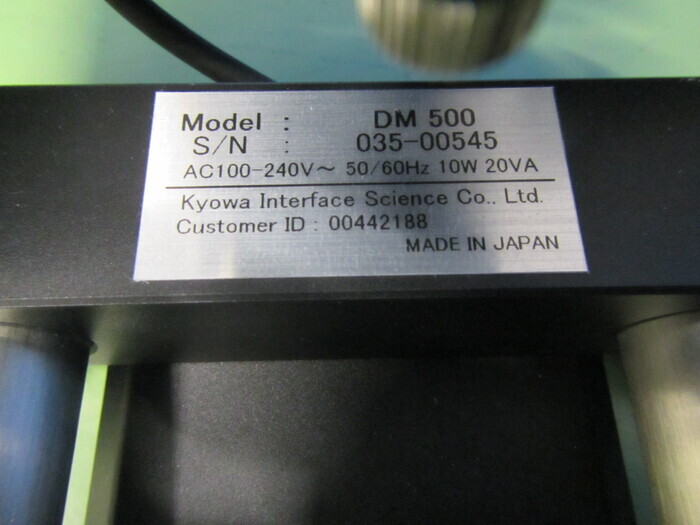 Model : DM 500
S/N : 035-00545
AC100-240V～ 50/60Hz 10W 20VA
Kyowa Interface Science Co., Ltd.
Customer ID : 00442188
MADE IN JAPAN